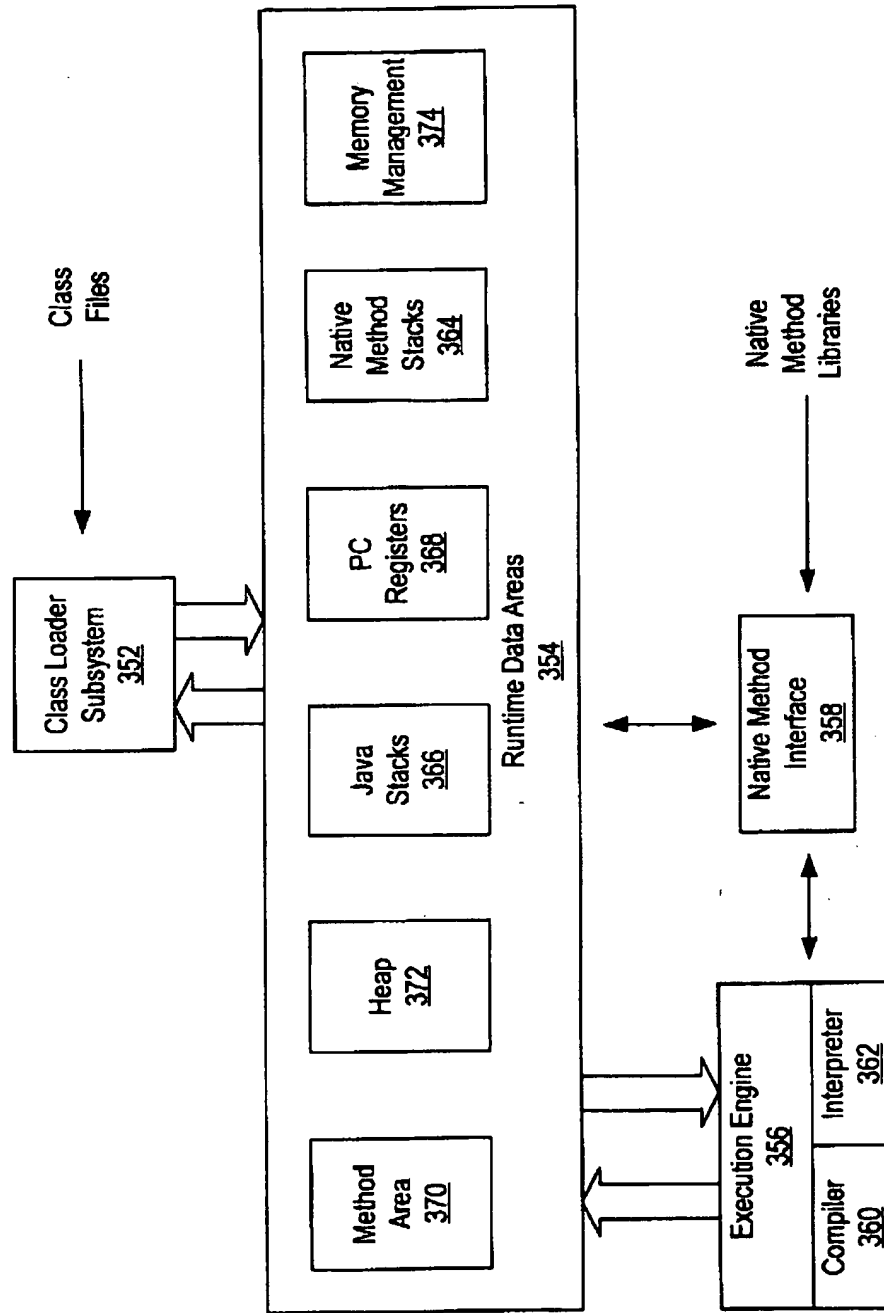 Class Loader
Subsystem
352
Class
Files
Method
Area
370
Heap
372
Java
Stacks
366
PC
Registers
368
Native
Method
Stacks
364
Memory
Management
374
Runtime Data Areas
354
Execution Engine
356
Compiler
360
Interpreter
362
Native Method
Interface
358
Native
Method
Libraries